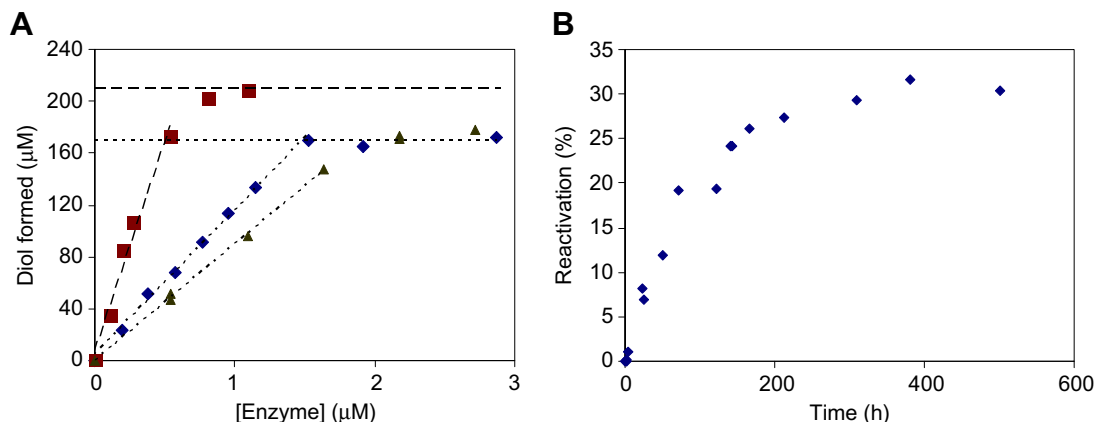 A
Diol formed (μM)
240
200
160
120
80
40
0
0 1 2 3
[Enzyme] (μM)
B
Reactivation (%)
35
30
25
20
15
10
5
0
0 200 400 600
Time (h)